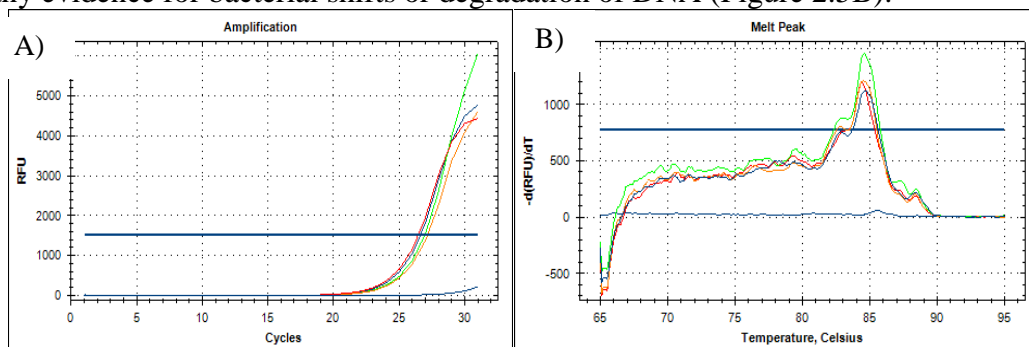 evidence for bacterial shifts or degradation of DNA (Figure 2.3B).
A)
Amplification
RFU
5000
4000
3000
2000
1000
0
0 5 10 15 20 25 30
Cycles
B)
Melt Peak
-d(RFU)/dT
1000
500
0
-500
65 70 75 80 85 90 95
Temperature, Celsius